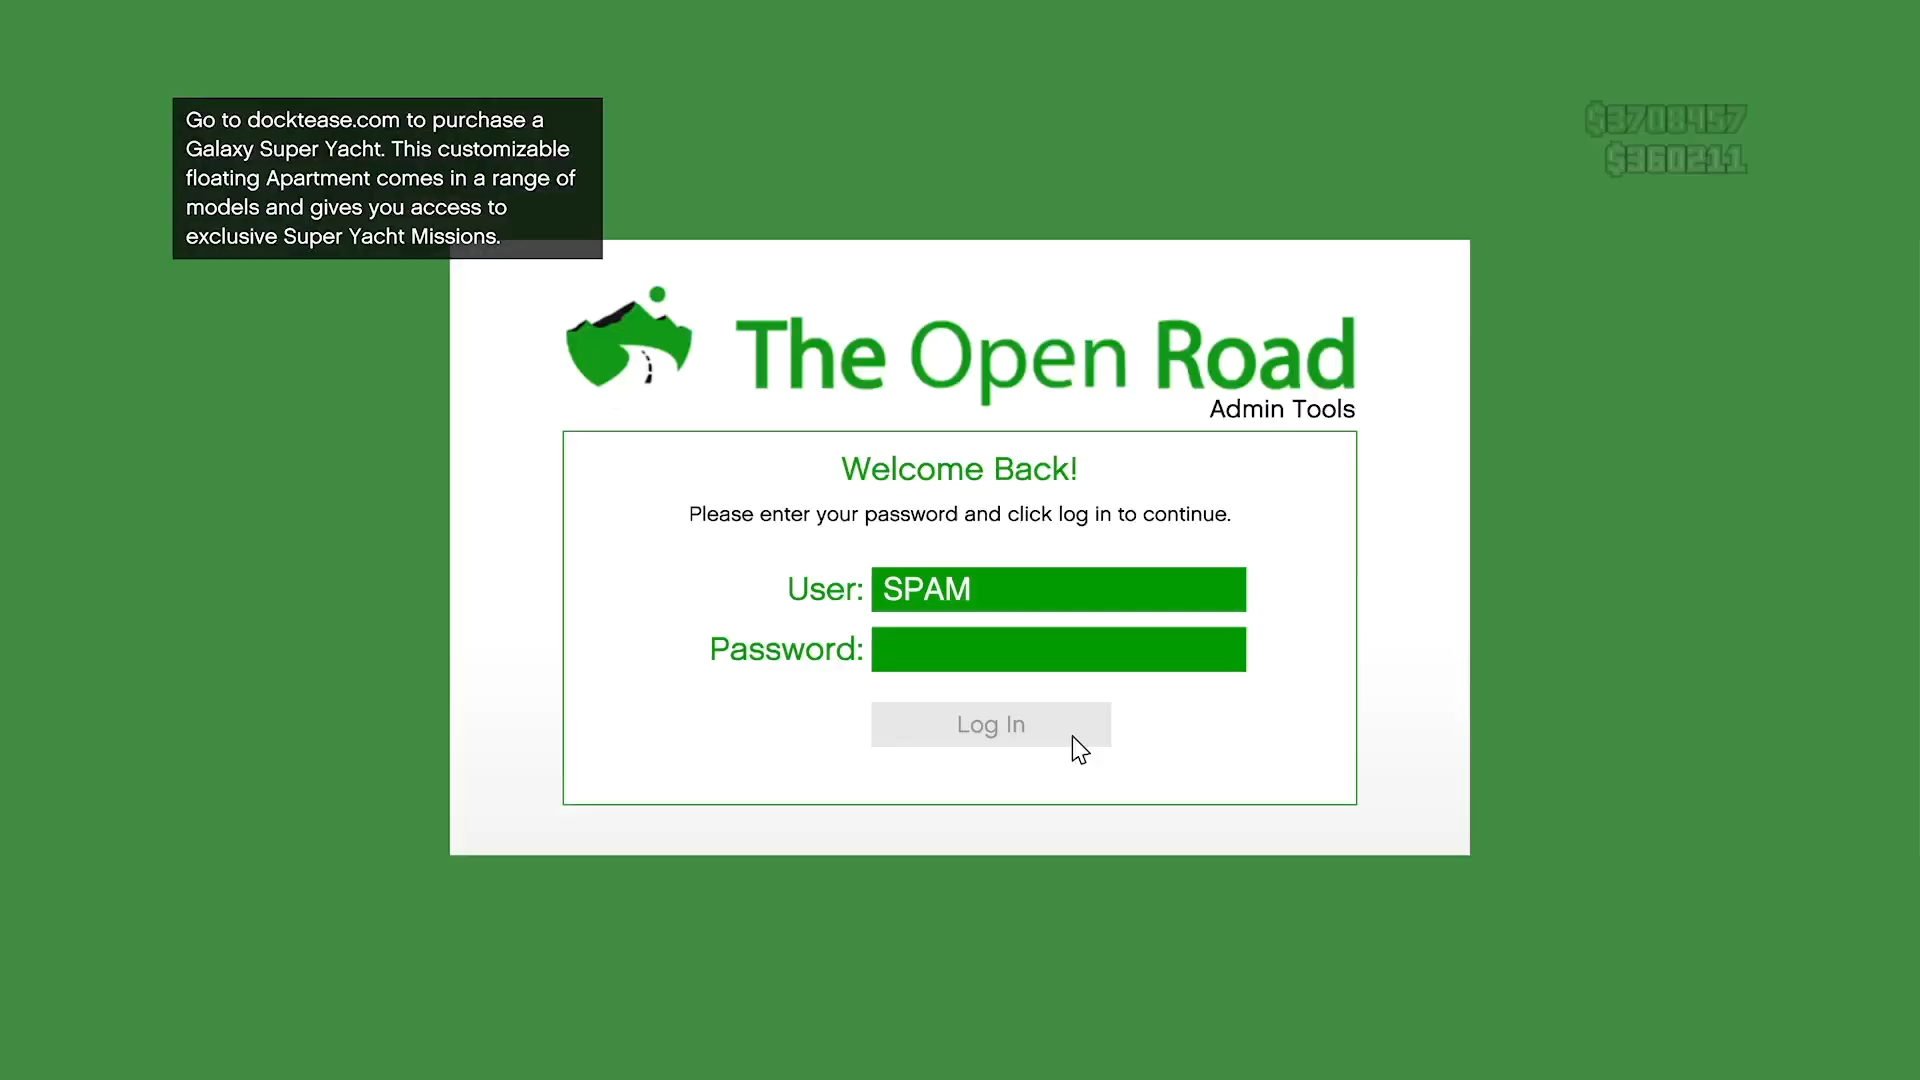 Go to docktease.com to purchase a
Galaxy Super Yacht. This customizable
floating Apartment comes in a range of
models and gives you access to
exclusive Super Yacht Missions.
$3708457
$360211
The Open Road
Admin Tools
Welcome Back!
Please enter your password and click log in to continue.
User: SPAM
Password:
Log In